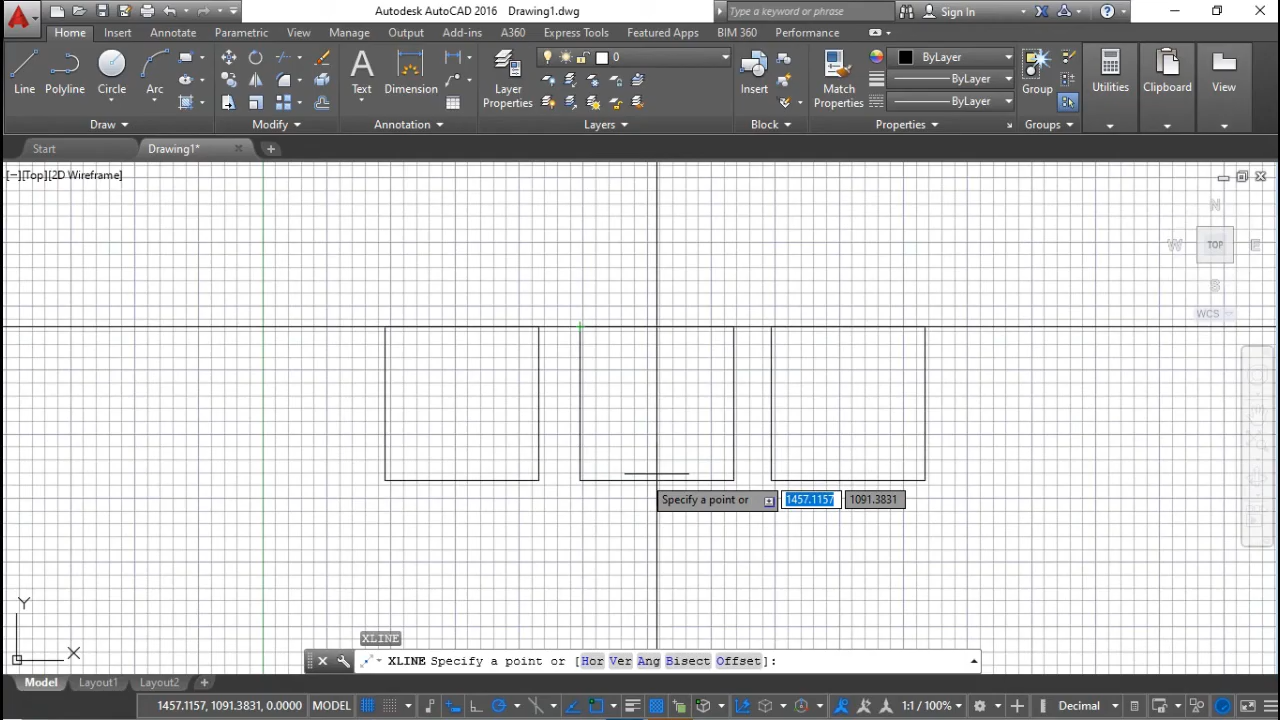 Autodesk AutoCAD 2016 Drawing1.dwg
Type a keyword or phrase
Sign In
Home Insert Annotate Parametric View Manage Output Add-ins A360 Express Tools Featured Apps BIM 360 Performance
Line Polyline Circle Arc
Text Dimension
Layer Properties
0
Insert
Match Properties
ByLayer
ByLayer
ByLayer
Group
Utilities
Clipboard
View
Draw Modify Annotation Layers Block Properties Groups
Start Drawing1*
[−][Top][2D Wireframe]
N
W TOP E
S
WCS
Specify a point or 1457.1157 1091.3831
Y
X
XLINE
XLINE Specify a point or [Hor Ver Ang Bisect Offset]:
Model Layout1 Layout2
1457.1157, 1091.3831, 0.0000 MODEL 1:1 / 100% Decimal